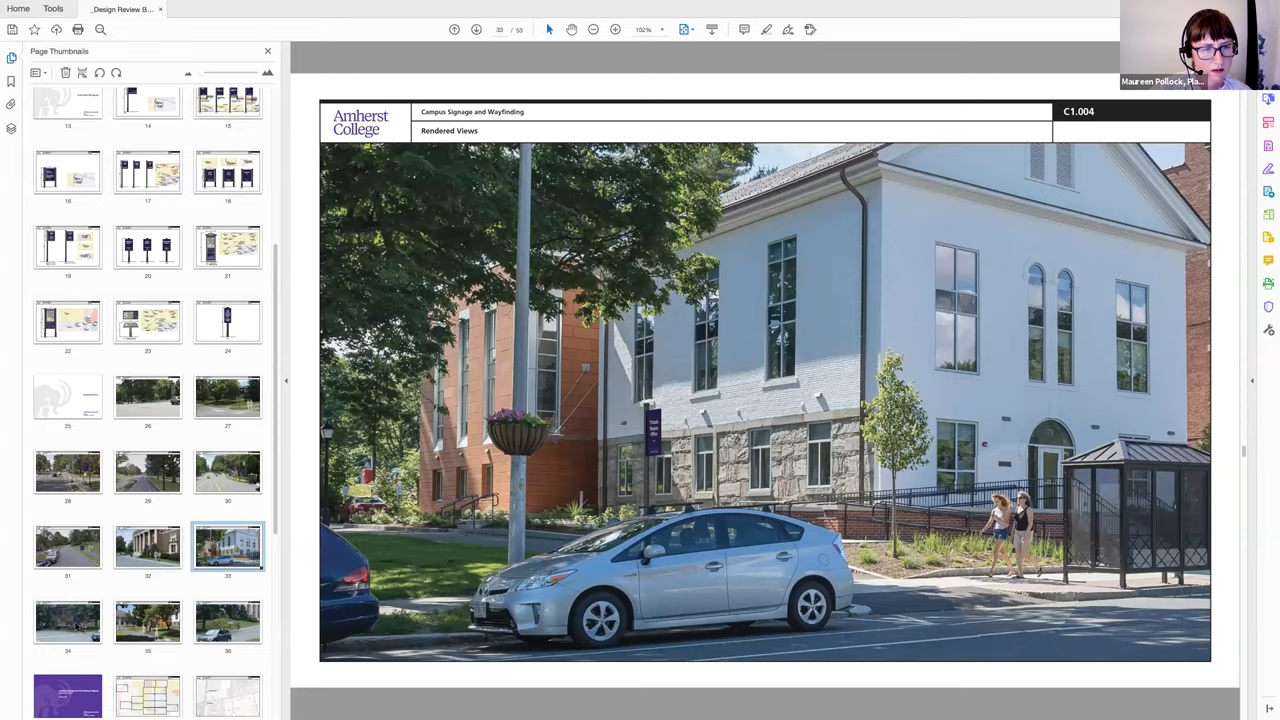 Home
Tools
_Design Review B...
33 / 53
102%
Maureen Pollock, Pla...
Page Thumbnails
13
14
15
16
17
18
19
20
21
22
23
24
25
26
27
28
29
30
31
32
33
34
35
36
Amherst
College
Campus Signage and Wayfinding
C1.004
Rendered Views